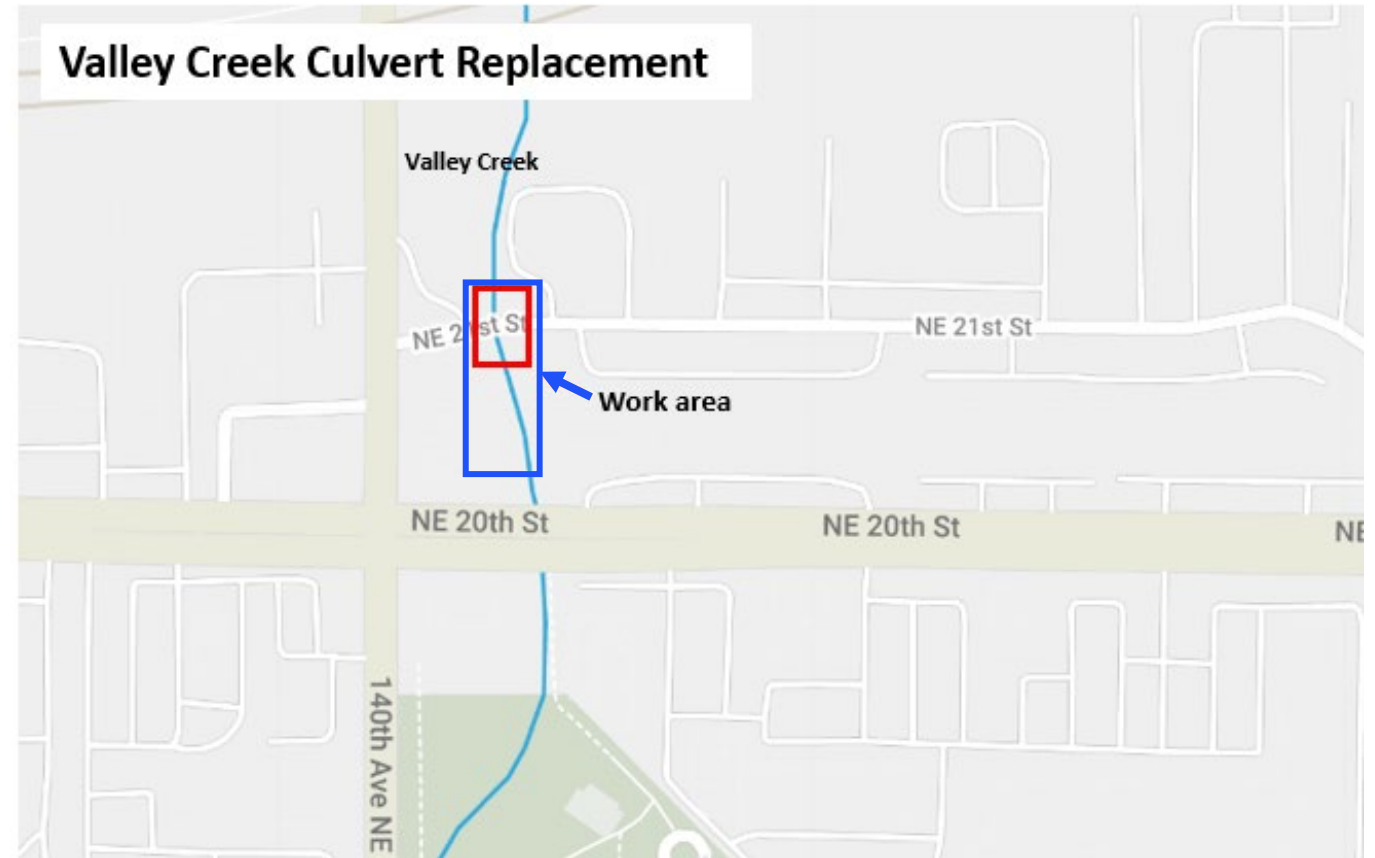 Valley Creek Culvert Replacement
Valley Creek
NE 21st St
NE 21st St
Work area
NE 20th St
NE 20th St
NE
140th Ave NE